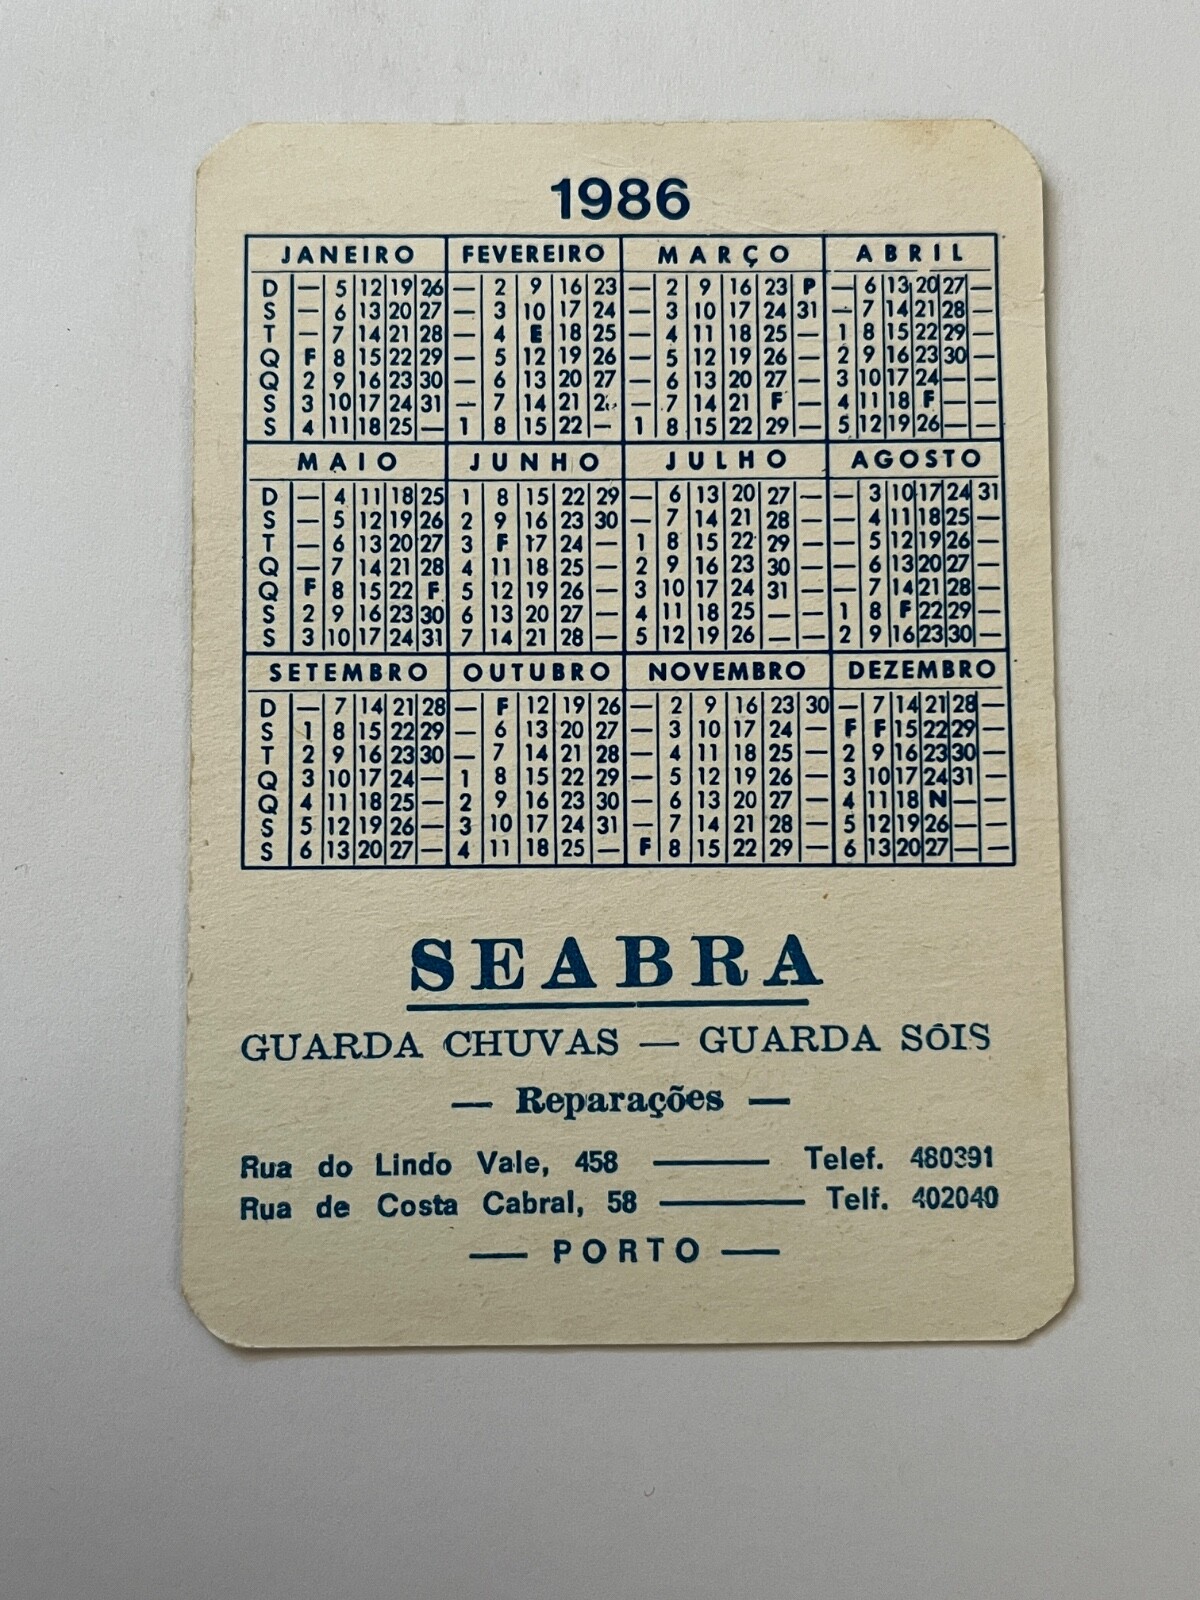 1986
JANEIRO FEVEREIRO MARÇO ABRIL
D — 5 12 19 26 — 2 9 16 23 — 2 9 16 23 P — 6 13 20 27 —
S — 6 13 20 27 — 3 10 17 24 — 3 10 17 24 31 — 7 14 21 28 —
T — 7 14 21 28 — 4 E 18 25 — 4 11 18 25 — 1 8 15 22 29 —
Q F 8 15 22 29 — 5 12 19 26 — 5 12 19 26 — 2 9 16 23 30 —
Q 2 9 16 23 30 — 6 13 20 27 — 6 13 20 27 — 3 10 17 24 — —
S 3 10 17 24 31 — 7 14 21 — 7 14 21 F — 4 11 18 F — —
S 4 11 18 25 — 1 8 15 22 — 1 8 15 22 29 — 5 12 19 26 — —
MAIO JUNHO JULHO AGOSTO
D — 4 11 18 25 1 8 15 22 29 — 6 13 20 27 — — 3 10 17 24 31
S — 5 12 19 26 2 9 16 23 30 — 7 14 21 28 — — 4 11 18 25 —
T — 6 13 20 27 3 F 17 24 — 1 8 15 22 29 — — 5 12 19 26 —
Q — 7 14 21 28 4 11 18 25 — 2 9 16 23 30 — — 6 13 20 27 —
Q F 8 15 22 F 5 12 19 26 — 3 10 17 24 31 — — 7 14 21 28 —
S 2 9 16 23 30 6 13 20 27 — 4 11 18 25 — — 1 8 F 22 29 —
S 3 10 17 24 31 7 14 21 28 — 5 12 19 26 — — 2 9 16 23 30 —
SETEMBRO OUTUBRO NOVEMBRO DEZEMBRO
D — 7 14 21 28 — F 12 19 26 — 2 9 16 23 30 — 7 14 21 28 —
S 1 8 15 22 29 — 6 13 20 27 — 3 10 17 24 — F F 15 22 29 —
T 2 9 16 23 30 — 7 14 21 28 — 4 11 18 25 — 2 9 16 23 30 —
Q 3 10 17 24 — 1 8 15 22 29 — 5 12 19 26 — 3 10 17 24 31 —
Q 4 11 18 25 — 2 9 16 23 30 — 6 13 20 27 — 4 11 18 N — —
S 5 12 19 26 — 3 10 17 24 31 — 7 14 21 28 — 5 12 19 26 — —
S 6 13 20 27 — 4 11 18 25 — F 8 15 22 29 — 6 13 20 27 — —
SEABRA
GUARDA CHUVAS — GUARDA SÓIS
— Reparações —
Rua do Lindo Vale, 458 — Telef. 480391
Rua de Costa Cabral, 58 — Telf. 402040
— PORTO —